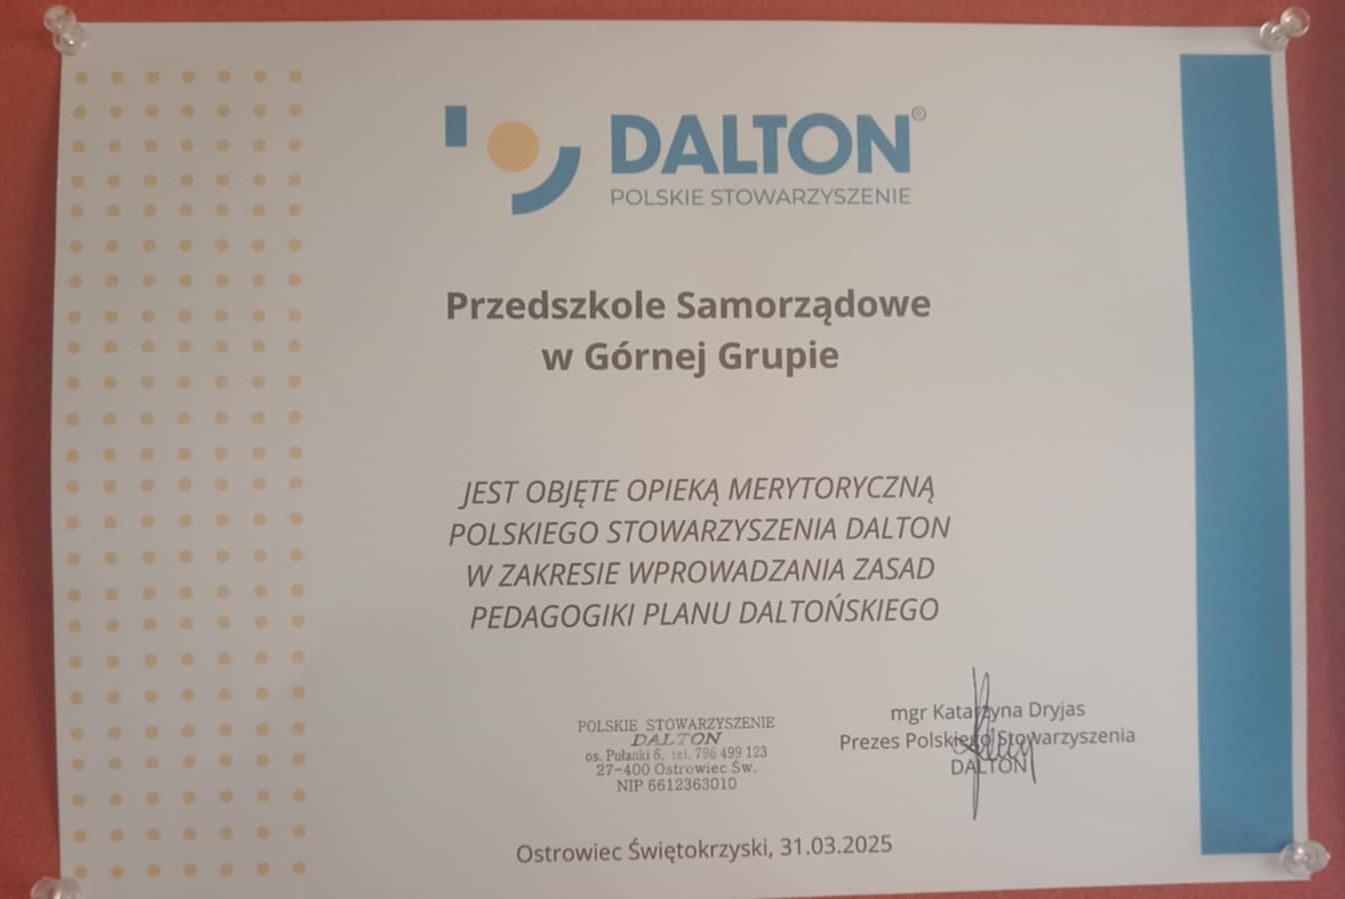 DALTON®
POLSKIE STOWARZYSZENIE
Przedszkole Samorządowe
w Górnej Grupie
JEST OBJĘTE OPIEKĄ MERYTORYCZNĄ
POLSKIEGO STOWARZYSZENIA DALTON
W ZAKRESIE WPROWADZANIA ZASAD
PEDAGOGIKI PLANU DALTOŃSKIEGO
POLSKIE STOWARZYSZENIE
DALTON
os. Pułanki 6, tel. 796 499 123
27-400 Ostrowiec Św.
NIP 6612363010
mgr Katarzyna Dryjas
Prezes Polskiego Stowarzyszenia
DALTON
Ostrowiec Świętokrzyski, 31.03.2025